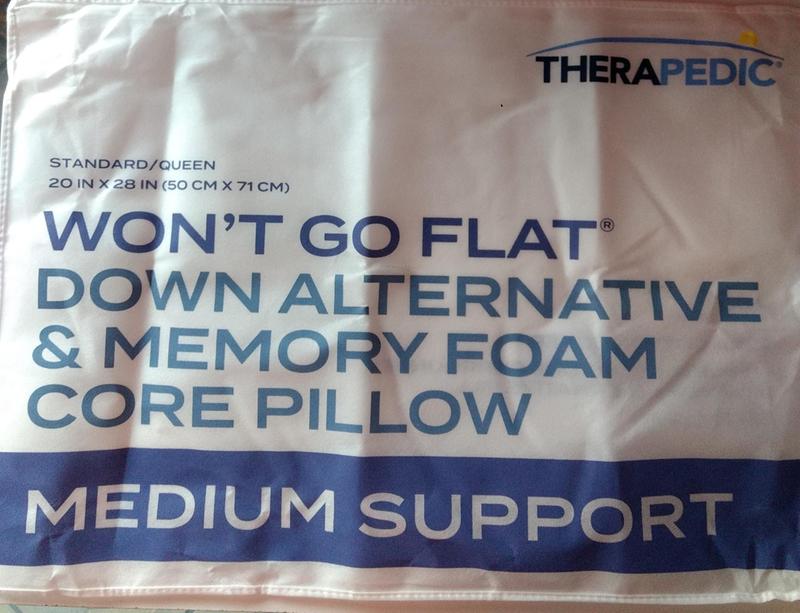 THERAPEDIC®
STANDARD/QUEEN
20 IN X 28 IN (50 CM X 71 CM)
WON'T GO FLAT®
DOWN ALTERNATIVE
& MEMORY FOAM
CORE PILLOW
MEDIUM SUPPORT